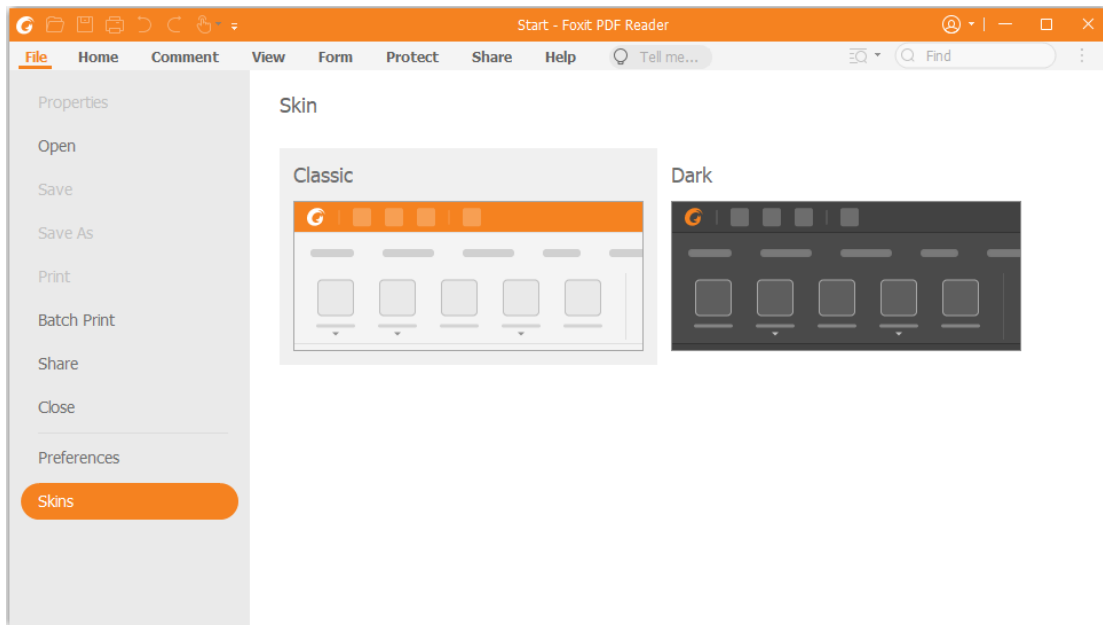 Start - Foxit PDF Reader
File Home Comment View Form Protect Share Help Tell me... Find
Properties
Open
Save
Save As
Print
Batch Print
Share
Close
Preferences
Skins
Skin
Classic
Dark